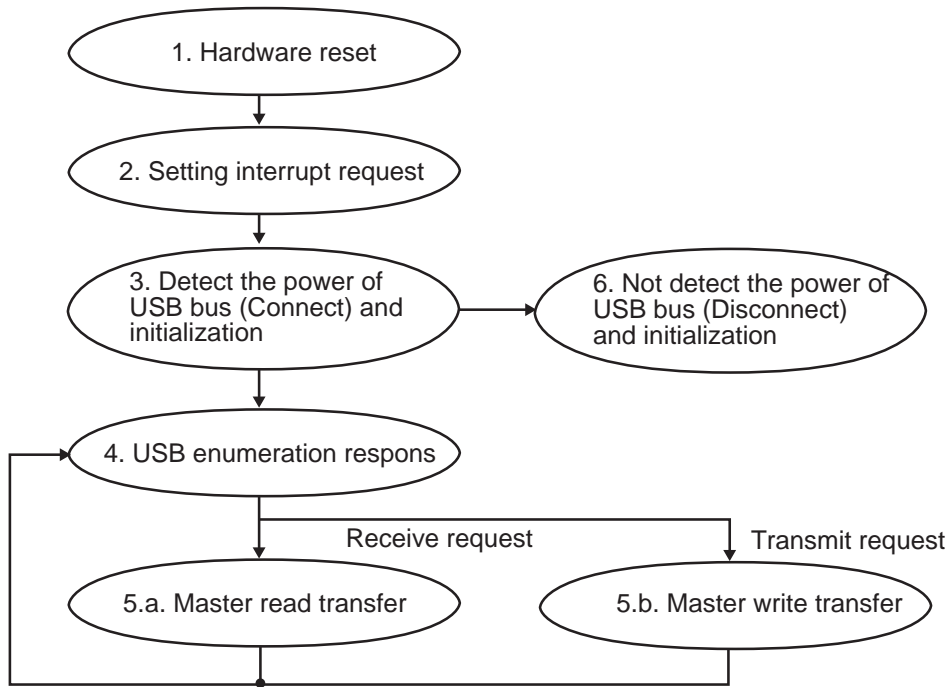 1. Hardware reset
2. Setting interrupt request
3. Detect the power of
USB bus (Connect) and
initialization
6. Not detect the power of
USB bus (Disconnect)
and initialization
4. USB enumeration respons
Receive request
Transmit request
5.a. Master read transfer
5.b. Master write transfer